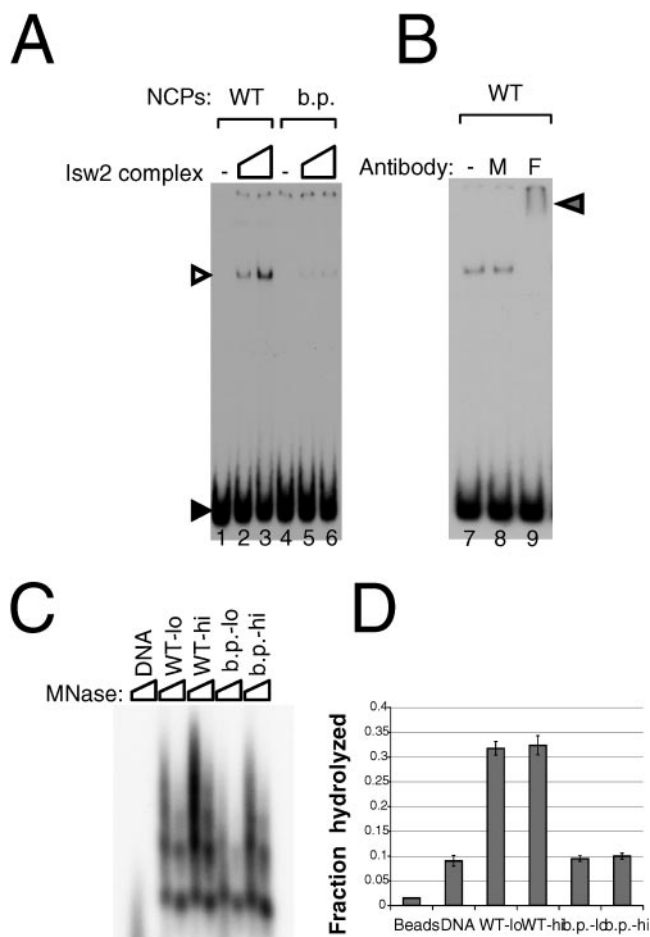 A
B
NCPs: WT b.p.
WT
Isw2 complex -  -
Antibody: - M F
1 2 3 4 5 6
7 8 9
C
D
DNA
WT-lo
WT-hi
b.p.-lo
b.p.-hi
MNase:
Fraction hydrolyzed
0.4
0.35
0.3
0.25
0.2
0.15
0.1
0.05
0
Beads DNA WT-lo WT-hi b.p.-lo b.p.-hi